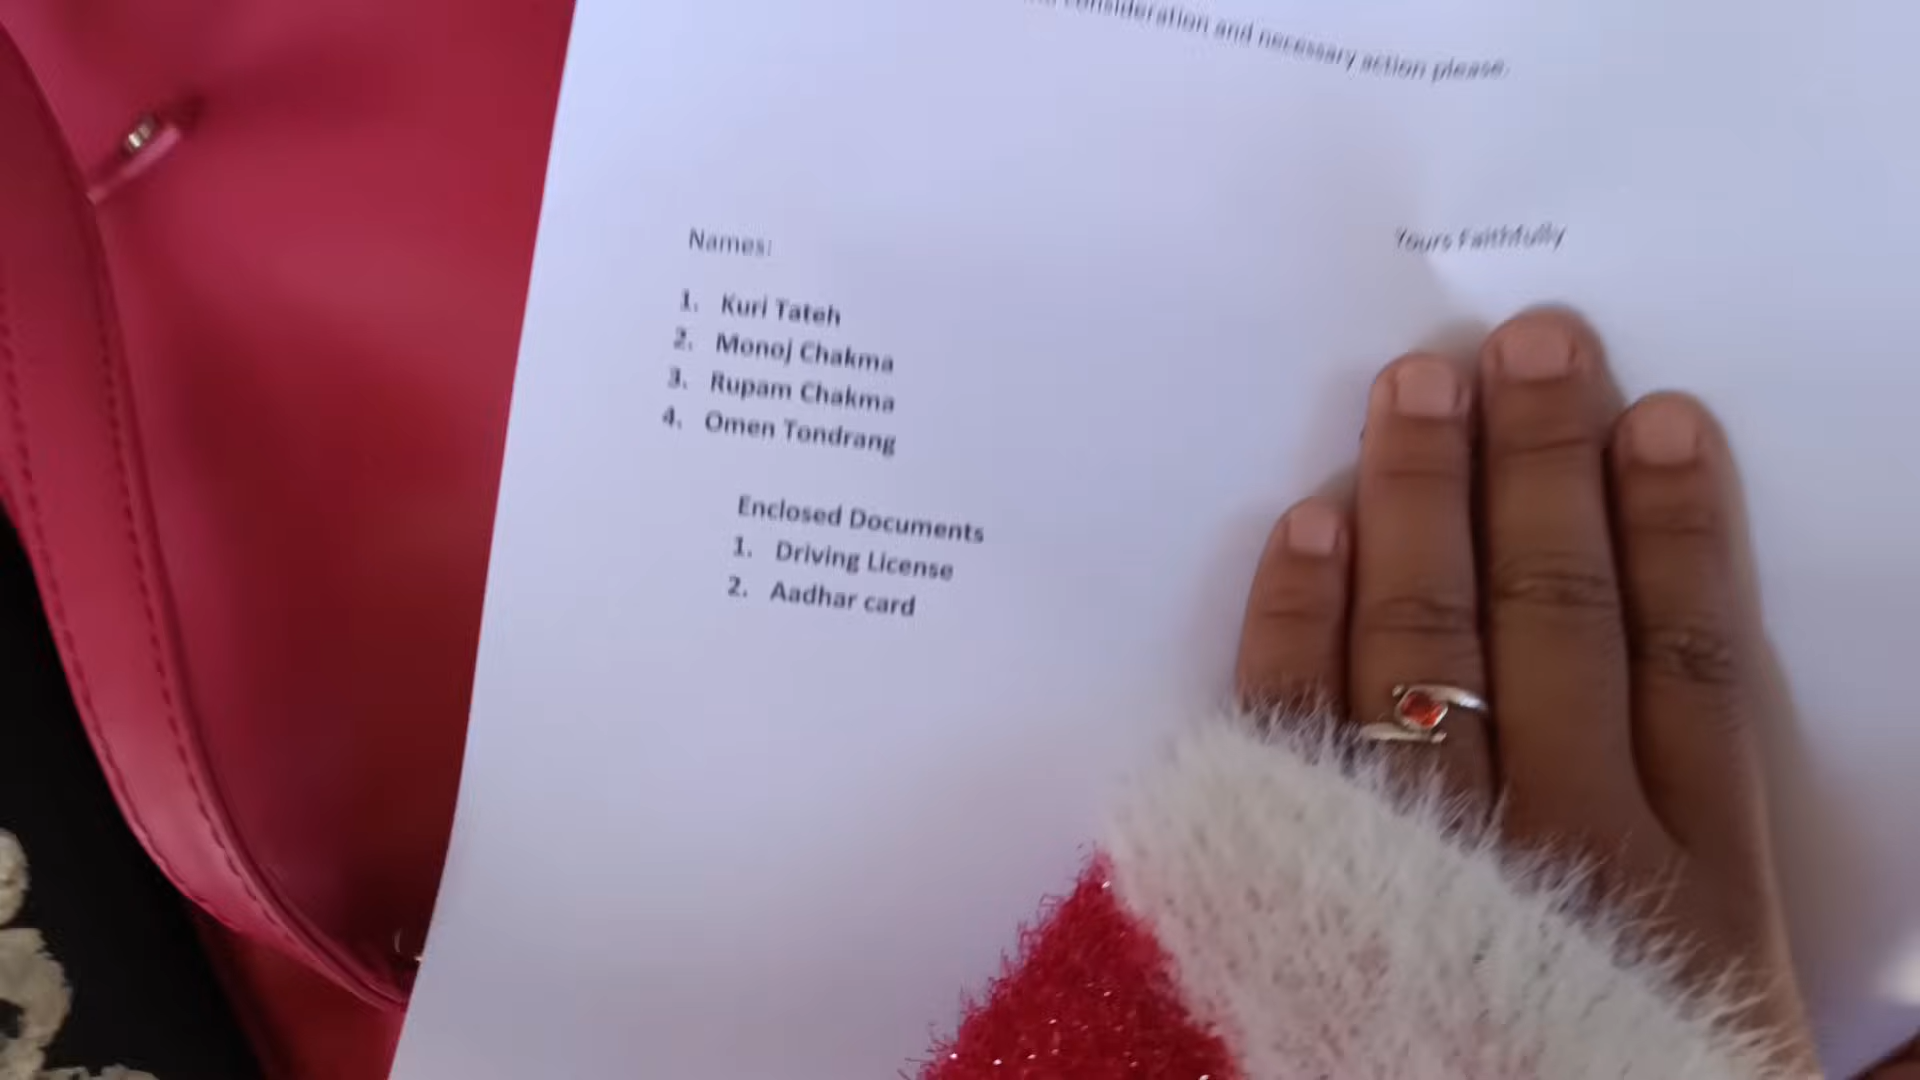 consideration and necessary action please.
Names:
Yours Faithfully
1. Kuri Tateh
2. Monoj Chakma
3. Rupam Chakma
4. Omen Tondrang
Enclosed Documents
1. Driving License
2. Aadhar card